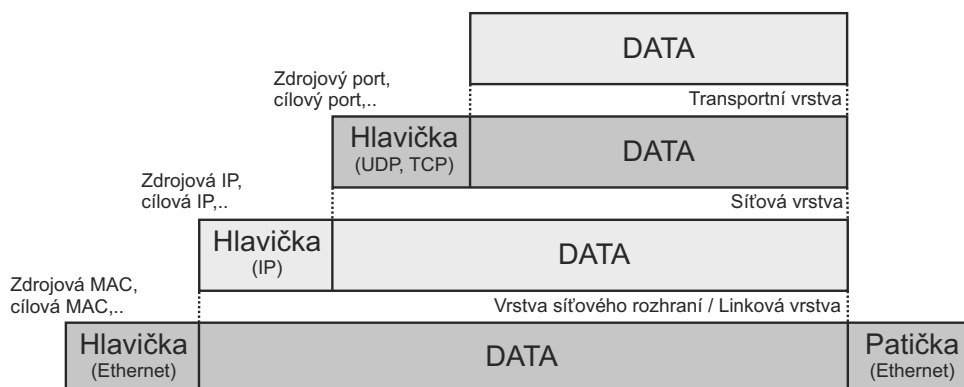 DATA
Zdrojový port,
cílový port,..
Transportní vrstva
Hlavička
(UDP, TCP)
DATA
Zdrojová IP,
cílová IP,..
Síťová vrstva
Hlavička
(IP)
DATA
Zdrojová MAC,
cílová MAC,..
Vrstva síťového rozhraní / Linková vrstva
Hlavička
(Ethernet)
DATA
Patička
(Ethernet)